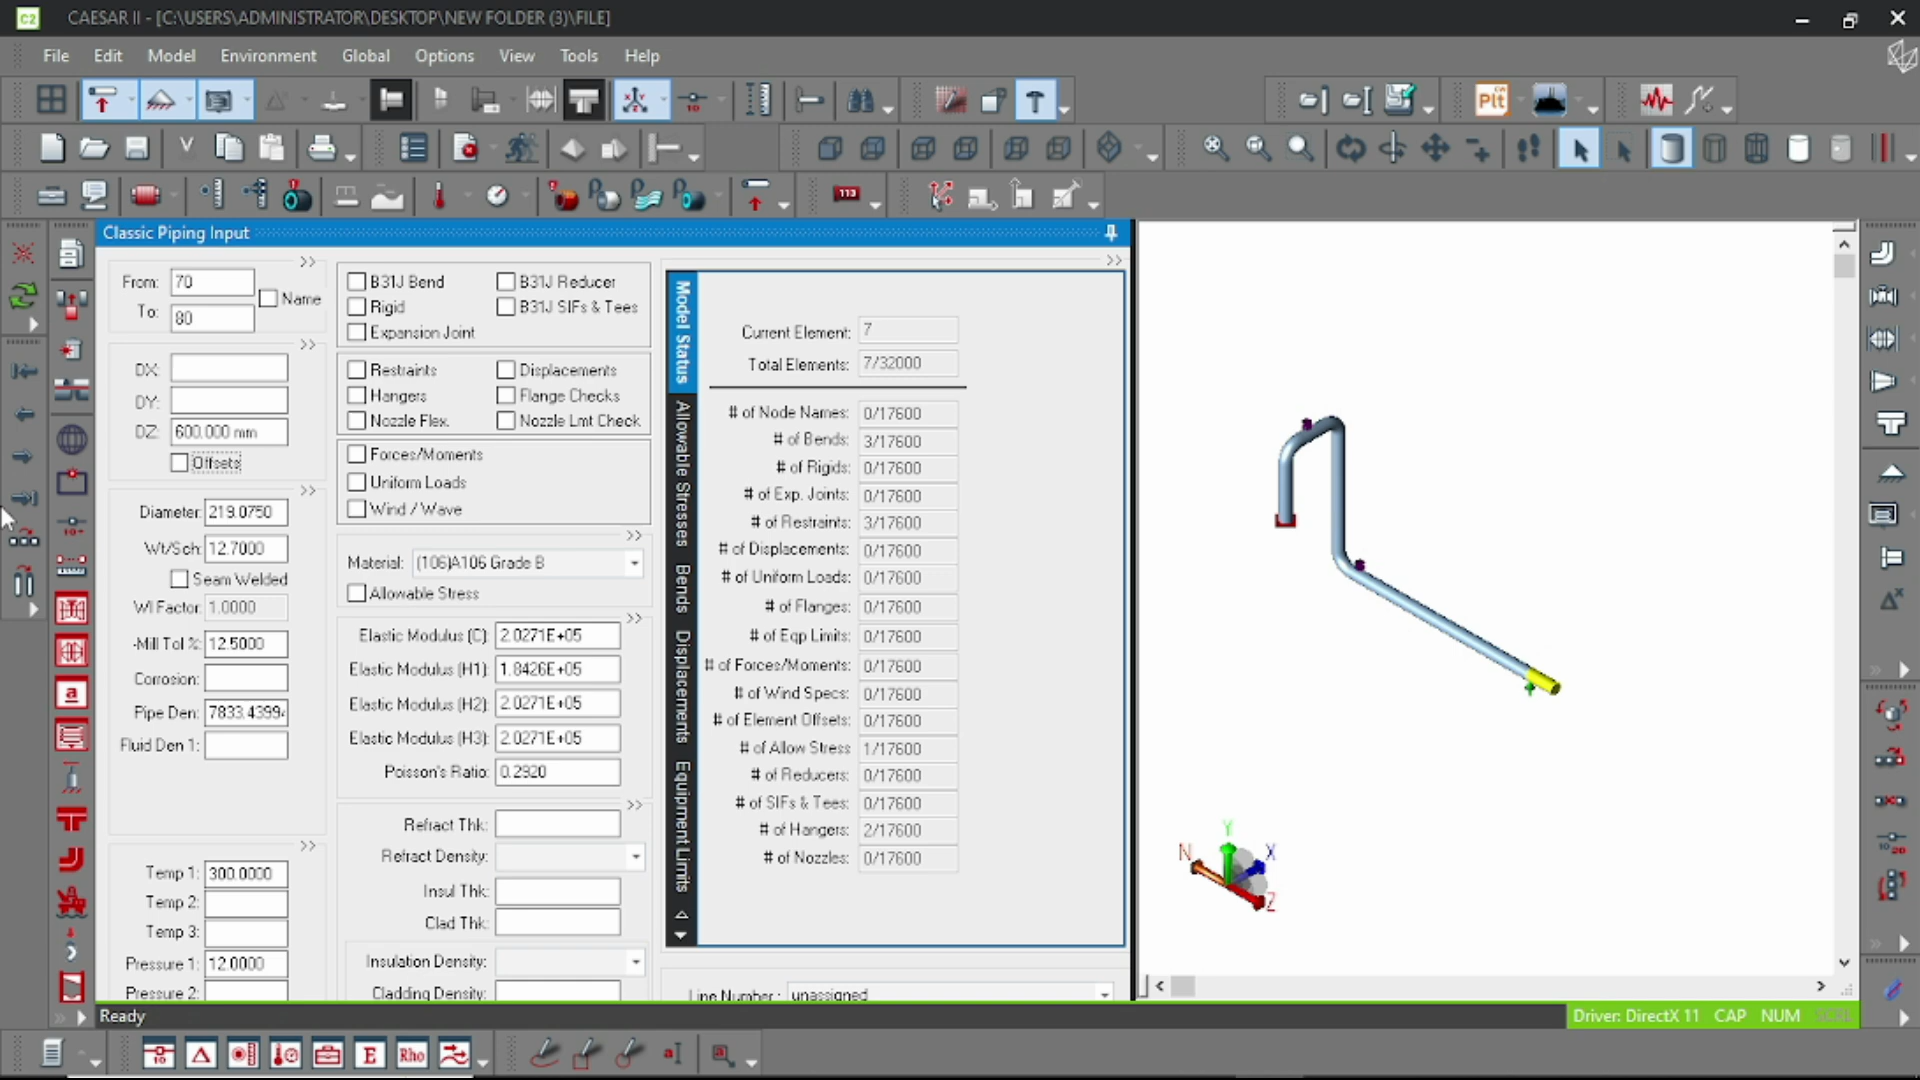 C2 CAESAR II - [C:\USERS\ADMINISTRATOR\DESKTOP\NEW FOLDER (3)\FILE]
File Edit Model Environment Global Options View Tools Help
Plt
113
Classic Piping Input
From: 70
To: 80
Name
DX:
DY:
DZ: 600.000 mm
Offsets
Diameter: 219.0750
Wt/Sch: 12.7000
Seam Welded
WI Factor: 1.0000
-Mill Tol %: 12.5000
Corrosion:
Pipe Den: 7833.4399
Fluid Den 1:
Temp 1: 300.0000
Temp 2:
Temp 3:
Pressure 1: 12.0000
Pressure 2:
B31J Bend B31J Reducer
Rigid B31J SIFs & Tees
Expansion Joint
Restraints Displacements
Hangers Flange Checks
Nozzle Flex. Nozzle Lmt Check
Forces/Moments
Uniform Loads
Wind / Wave
Material: (106)A106 Grade B
Allowable Stress
Elastic Modulus (C): 2.0271E+05
Elastic Modulus (H1): 1.8426E+05
Elastic Modulus (H2): 2.0271E+05
Elastic Modulus (H3): 2.0271E+05
Poisson's Ratio: 0.2920
Refract Thk:
Refract Density:
Insul Thk:
Clad Thk:
Insulation Density:
Cladding Density:
Model Status
Allowable Stresses
Bends
Displacements
Equipment Limits
Current Element: 7
Total Elements: 7/32000
# of Node Names: 0/17600
# of Bends: 3/17600
# of Rigids: 0/17600
# of Exp. Joints: 0/17600
# of Restraints: 3/17600
# of Displacements: 0/17600
# of Uniform Loads: 0/17600
# of Flanges: 0/17600
# of Eqp Limits: 0/17600
# of Forces/Moments: 0/17600
# of Wind Specs: 0/17600
# of Element Offsets: 0/17600
# of Allow Stress 1/17600
# of Reducers: 0/17600
# of SIFs & Tees: 0/17600
# of Hangers: 2/17600
# of Nozzles: 0/17600
Line Number : unassigned
Y
N X
Z
Ready
Driver: DirectX 11 CAP NUM SCRL
E Rho a